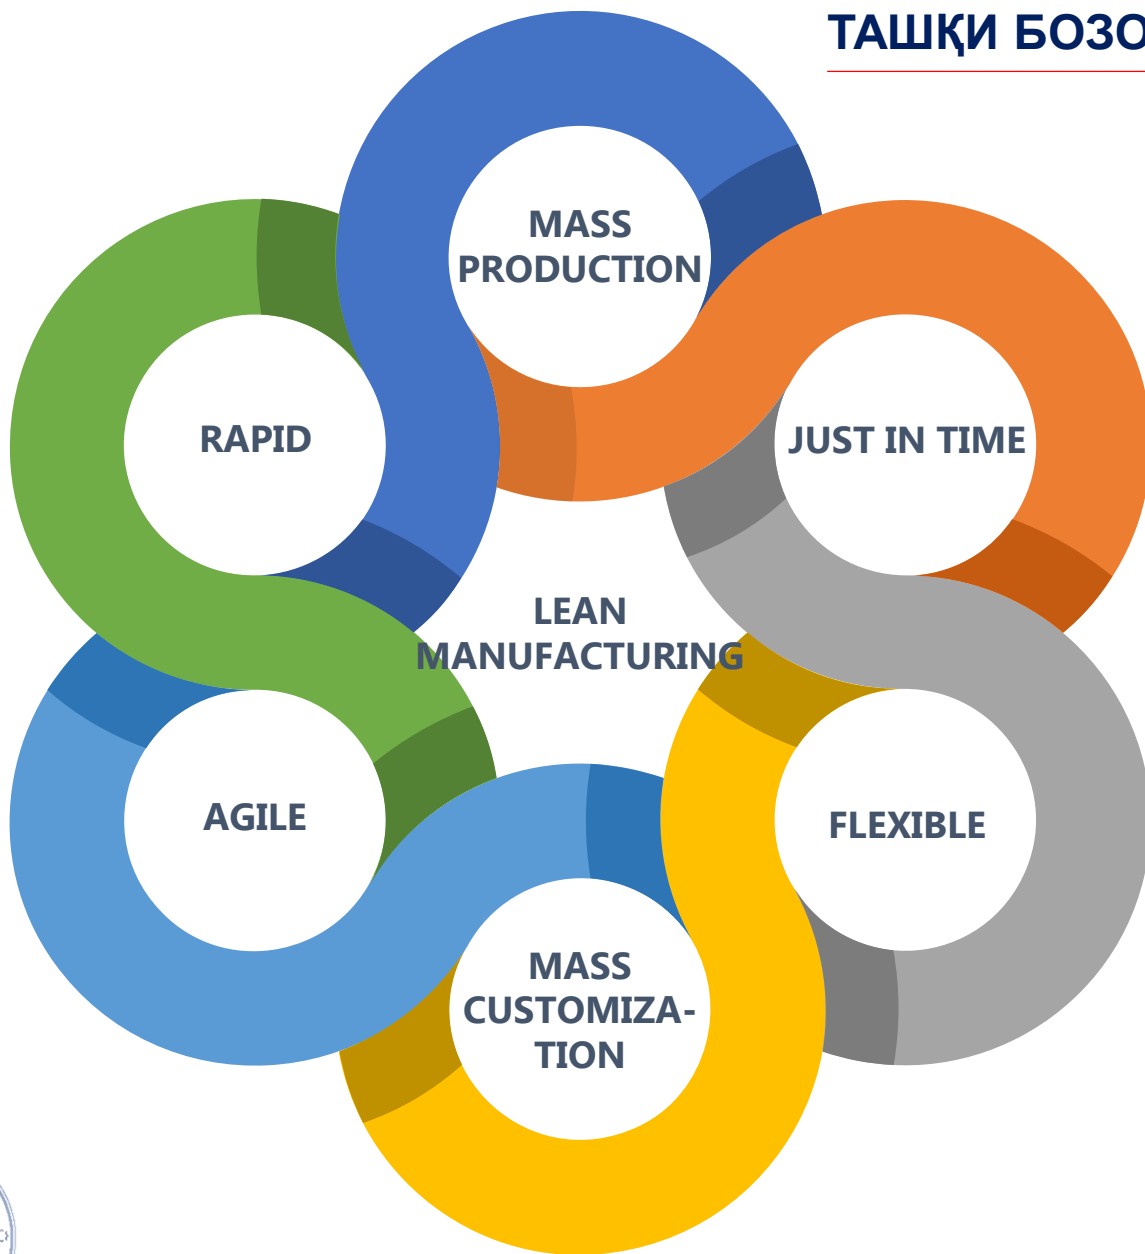 ТАШҚИ БОЗО
MASS
PRODUCTION
RAPID
JUST IN TIME
LEAN
MANUFACTURING
AGILE
FLEXIBLE
MASS
CUSTOMIZA-
TION